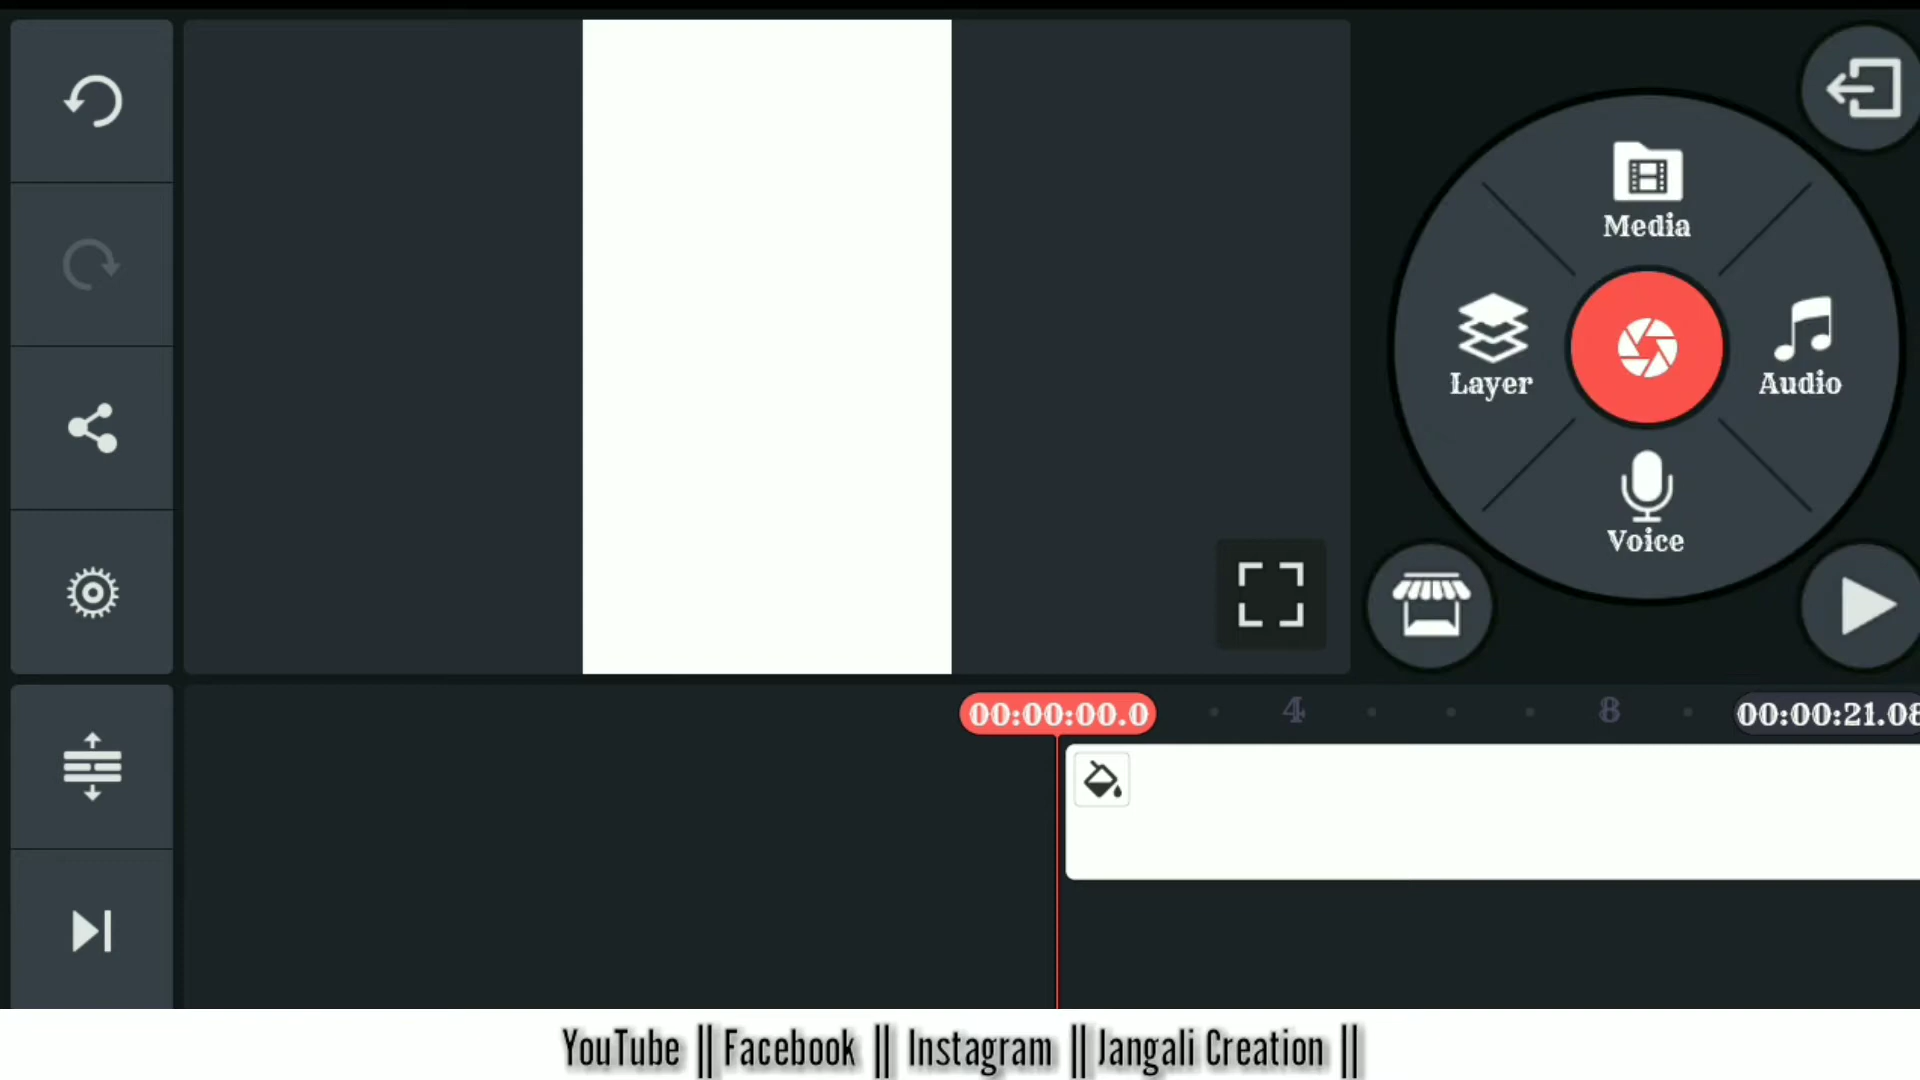 Media
Layer
Audio
Voice
00:00:00.0
4
8
00:00:21.08
YouTube || Facebook || Instagram || Jangali Creation ||